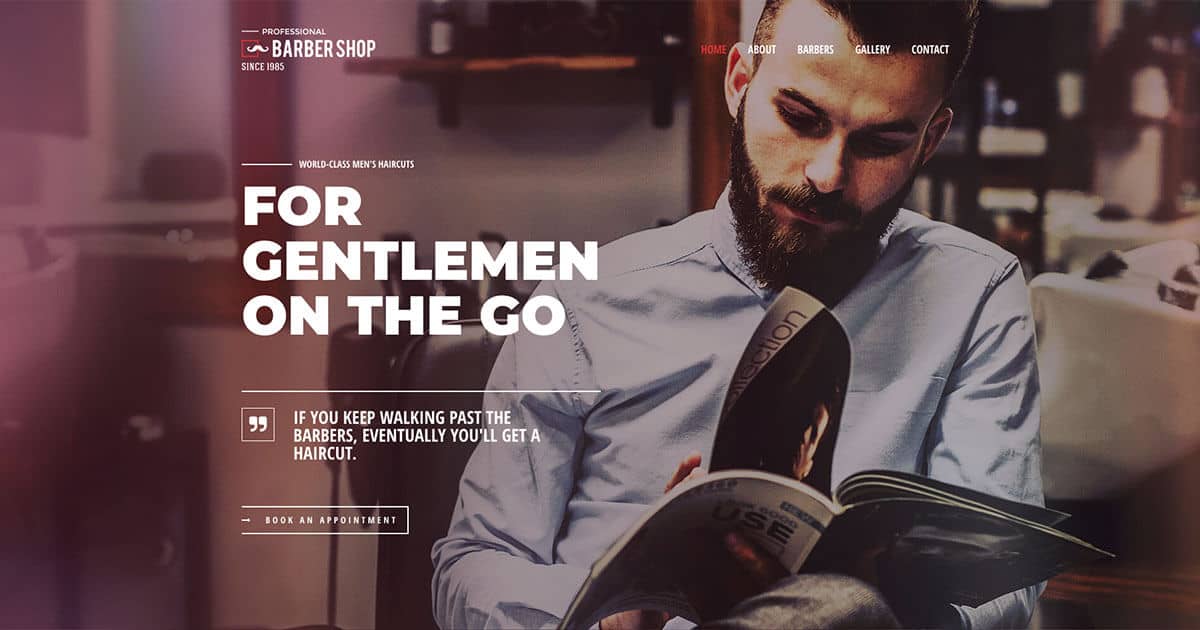 PROFESSIONAL
BARBER SHOP
SINCE 1985
HOME ABOUT BARBERS GALLERY CONTACT
WORLD-CLASS MEN'S HAIRCUTS
FOR
GENTLEMEN
ON THE GO
IF YOU KEEP WALKING PAST THE
BARBERS, EVENTUALLY YOU'LL GET A
HAIRCUT.
BOOK AN APPOINTMENT
USE